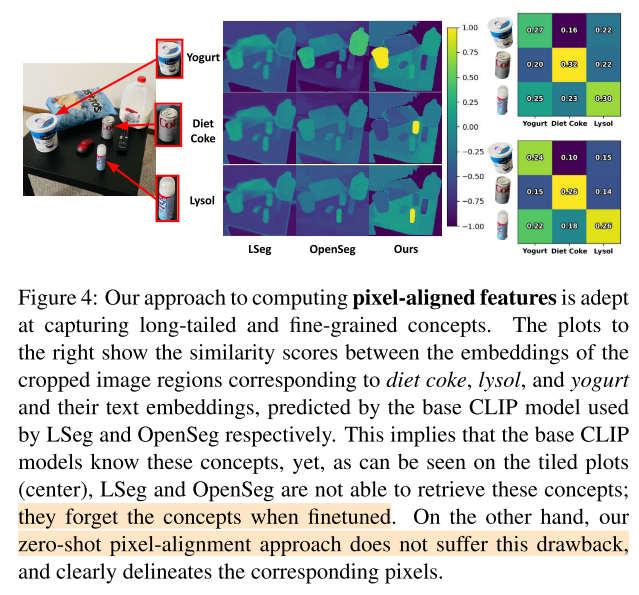 Yogurt
Diet
Coke
Lysol
LSeg
OpenSeg
Ours
1.00
0.75
0.50
0.25
0.00
−0.25
−0.50
−0.75
−1.00
0.27 0.16 0.22
0.20 0.32 0.22
0.25 0.23 0.30
Yogurt Diet Coke Lysol
0.24 0.10 0.15
0.15 0.26 0.14
0.22 0.18 0.26
Yogurt Diet Coke Lysol
Figure 4: Our approach to computing pixel-aligned features is adept
at capturing long-tailed and fine-grained concepts. The plots to
the right show the similarity scores between the embeddings of the
cropped image regions corresponding to diet coke, lysol, and yogurt
and their text embeddings, predicted by the base CLIP model used
by LSeg and OpenSeg respectively. This implies that the base CLIP
models know these concepts, yet, as can be seen on the tiled plots
(center), LSeg and OpenSeg are not able to retrieve these concepts;
they forget the concepts when finetuned. On the other hand, our
zero-shot pixel-alignment approach does not suffer this drawback,
and clearly delineates the corresponding pixels.